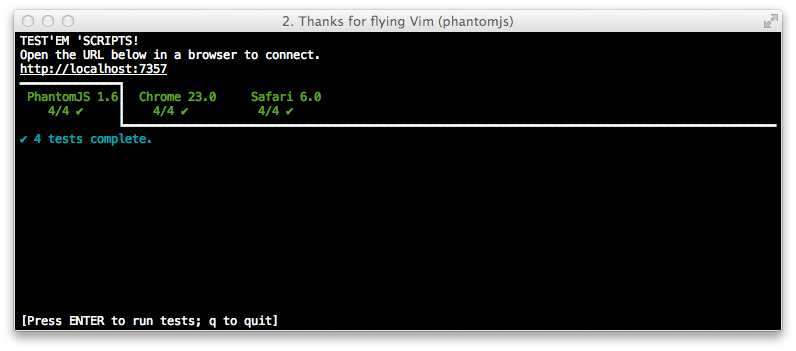 2. Thanks for flying Vim (phantomjs)
TEST'EM 'SCRIPTS!
Open the URL below in a browser to connect.
http://localhost:7357
PhantomJS 1.6 Chrome 23.0 Safari 6.0
4/4 ✔ 4/4 ✔ 4/4 ✔
✔ 4 tests complete.
[Press ENTER to run tests; q to quit]